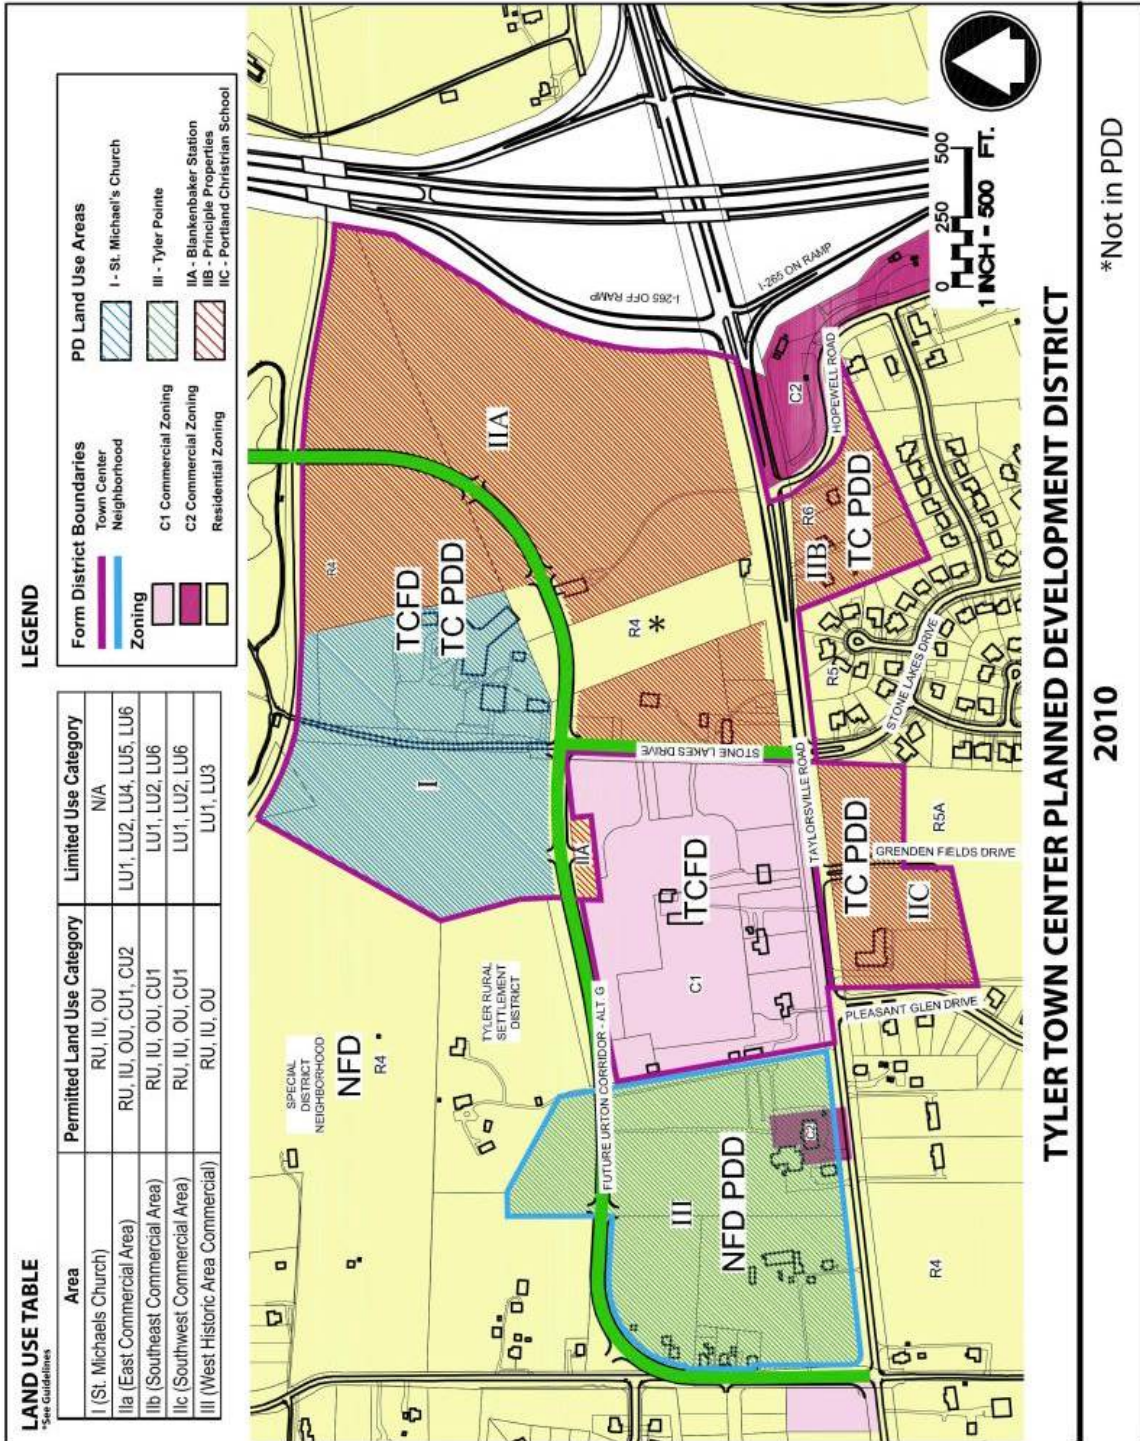 LAND USE TABLE
*See Guidelines
Area Permitted Land Use Category Limited Use Category
I (St. Michaels Church) RU, IU, OU N/A
IIa (East Commercial Area) RU, IU, OU, CU1, CU2 LU1, LU2, LU4, LU5, LU6
IIb (Southeast Commercial Area) RU, IU, OU, CU1 LU1, LU2, LU6
IIc (Southwest Commercial Area) RU, IU, OU, CU1 LU1, LU2, LU6
III (West Historic Area Commercial) RU, IU, OU LU1, LU3
LEGEND
Form District Boundaries
Town Center
Neighborhood
Zoning
C1 Commercial Zoning
C2 Commercial Zoning
Residential Zoning
PD Land Use Areas
I - St. Michael's Church
III - Tyler Pointe
IIA - Blankenbaker Station
IIB - Principle Properties
IIC - Portland Christrian School
SPECIAL
DISTRICT
NEIGHBORHOOD
NFD
R4
TYLER RURAL
SETTLEMENT
DISTRICT
I
R4
TCFD
TC PDD
IIA
I-265 OFF RAMP
I-265 ON RAMP
IIA
R4
*
FUTURE URTON CORRIDOR - ALT. G
STONE LAKES DRIVE
III
NFD PDD
C1
TCFD
TAYLORSVILLE ROAD
C2
HOPEWELL ROAD
R6
IIB
TC PDD
R5
STONE LAKES DRIVE
TC PDD
IIC
R5A
GRENDEN FIELDS DRIVE
PLEASANT GLEN DRIVE
R4
0 250 500
1 INCH = 500 FT.
TYLER TOWN CENTER PLANNED DEVELOPMENT DISTRICT
2010
*Not in PDD